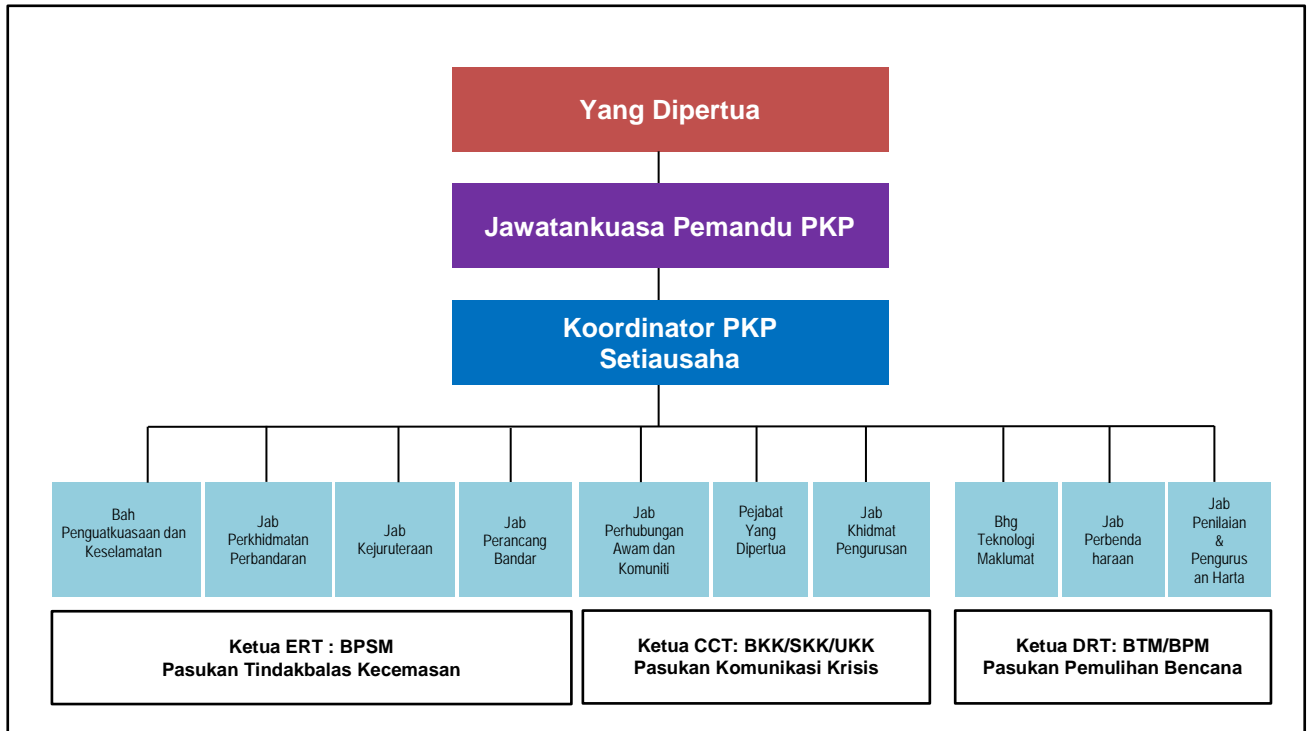 Yang Dipertua
Jawatankuasa Pemandu PKP
Koordinator PKP
Setiausaha
Bah
Penguatkuasaan dan
Keselamatan
Jab
Perkhidmatan
Perbandaran
Jab
Kejuruteraan
Jab
Perancang
Bandar
Jab
Perhubungan
Awam dan
Komuniti
Pejabat
Yang
Dipertua
Jab
Khidmat
Pengurusan
Bhg
Teknologi
Maklumat
Jab
Perbenda
haraan
Jab
Penilaian
&
Pengurus
an Harta
Ketua ERT : BPSM
Pasukan Tindakbalas Kecemasan
Ketua CCT: BKK/SKK/UKK
Pasukan Komunikasi Krisis
Ketua DRT: BTM/BPM
Pasukan Pemulihan Bencana